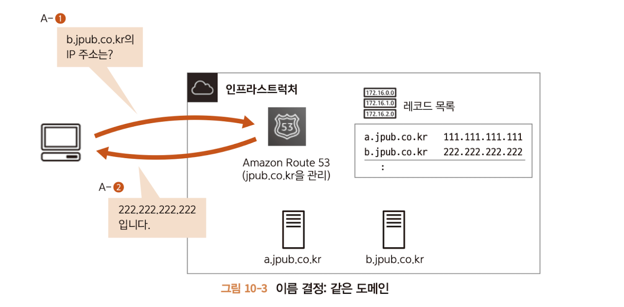 A-1
b.jpub.co.kr의
IP 주소는?
인프라스트럭처
172.16.0.0
172.16.1.0
172.16.2.0
레코드 목록
53
a.jpub.co.kr 111.111.111.111
b.jpub.co.kr 222.222.222.222
:
Amazon Route 53
(jpub.co.kr을 관리)
A-2
222.222.222.222
입니다.
a.jpub.co.kr
b.jpub.co.kr
그림 10-3 이름 결정: 같은 도메인